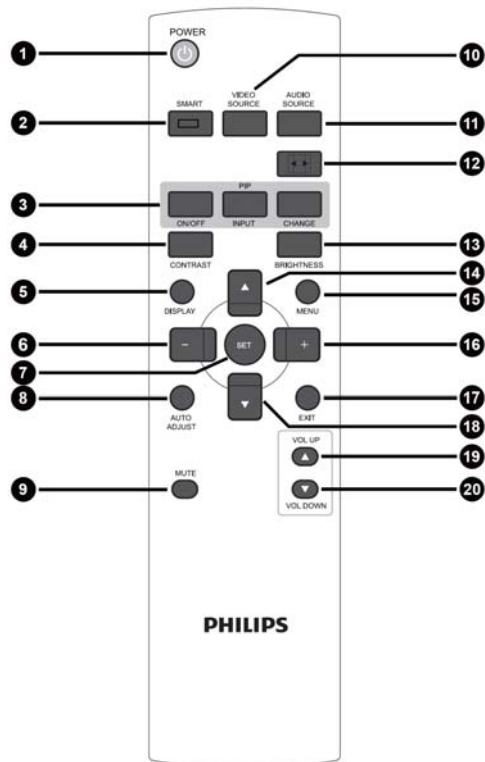 POWER
1
10
SMART
VIDEO
SOURCE
AUDIO
SOURCE
2
11
12
PIP
3
ON/OFF
INPUT
CHANGE
4
13
CONTRAST
BRIGHTNESS
14
5
15
DISPLAY
MENU
6
-
SET
+
16
7
8
17
AUTO
ADJUST
EXIT
18
VOL UP
19
MUTE
9
20
VOL DOWN
PHILIPS